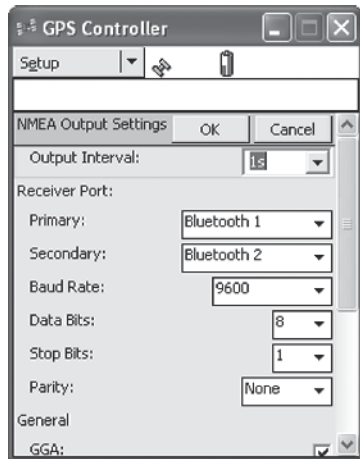 GPS Controller
Setup
NMEA Output Settings OK Cancel
Output Interval: 1s
Receiver Port:
Primary: Bluetooth 1
Secondary: Bluetooth 2
Baud Rate: 9600
Data Bits: 8
Stop Bits: 1
Parity: None
General
GGA: